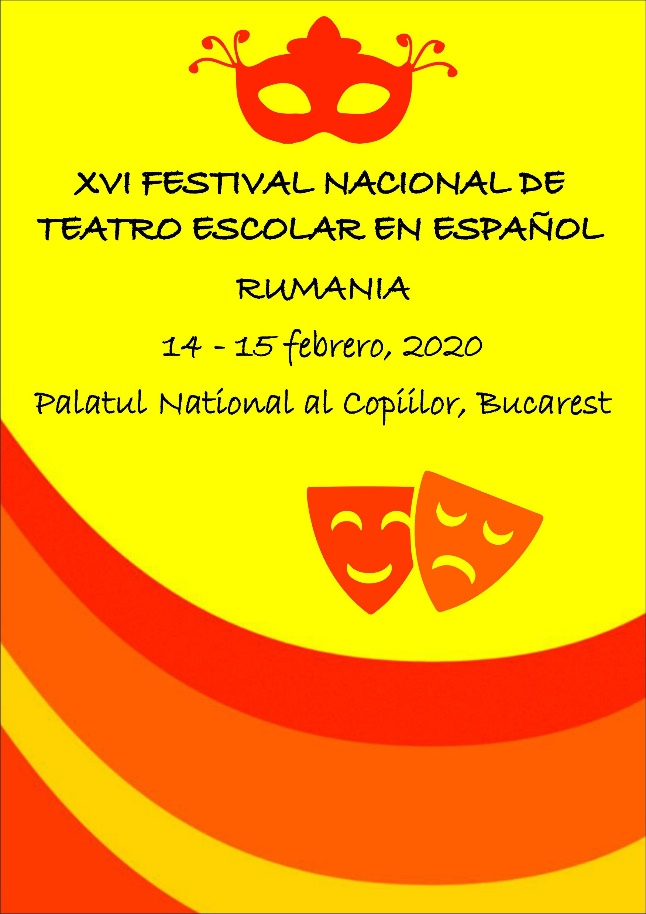 XVI FESTIVAL NACIONAL DE
TEATRO ESCOLAR EN ESPAÑOL
RUMANIA
14 - 15 febrero, 2020
Palatul National al Copiilor, Bucarest